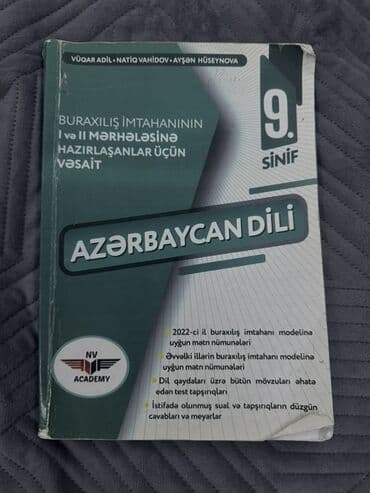 VÜQAR ADİL • NATİQ VAHİDOV • AYŞƏN HÜSEYNOVA
BURAXILIŞ İMTAHANININ
I və II MƏRHƏLƏSİNƏ
HAZIRLAŞANLAR ÜÇÜN
VƏSAİT
9.
SİNİF
AZƏRBAYCAN DİLİ
2022-ci il buraxılış imtahanı modelinə
uyğun mətn nümunələri
Əvvəlki illərin buraxılış imtahanı modelinə
uyğun mətn nümunələri
Dil qaydaları üzrə bütün mövzuları əhatə
edən test tapşırıqları
İstifadə olunmuş sual və tapşırıqların düzgün
cavabları və meyarlar
NV
ACADEMY